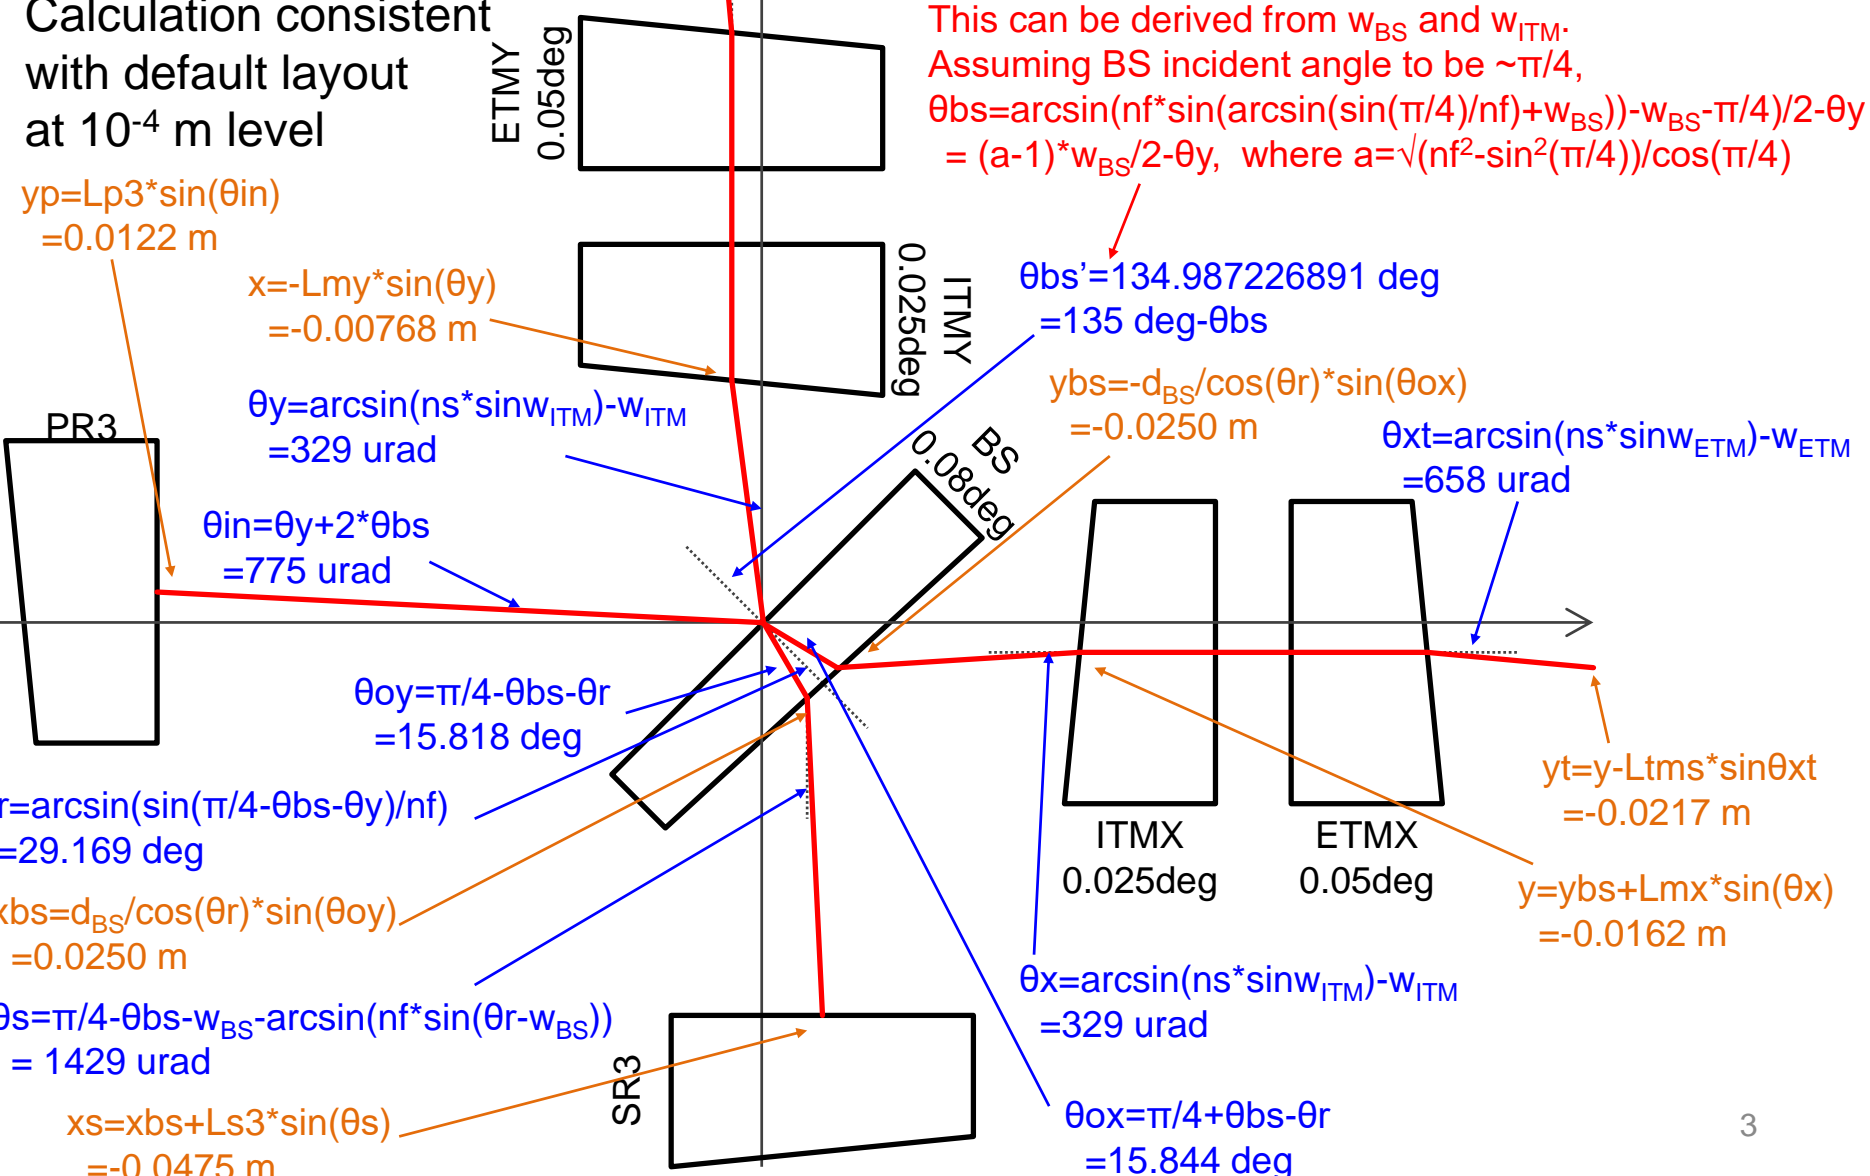 Calculation consistent
with default layout
at 10-4 m level
This can be derived from wBS and wITM.
Assuming BS incident angle to be ~π/4,
θbs=arcsin(nf*sin(arcsin(sin(π/4)/nf)+wBS))-wBS-π/4)/2-θy
= (a-1)*wBS/2-θy, where a=√(nf2-sin2(π/4))/cos(π/4)
ETMY
0.05deg
yp=Lp3*sin(θin)
=0.0122 m
x=-Lmy*sin(θy)
=-0.00768 m
ITMY
0.025deg
θbs’=134.987226891 deg
=135 deg-θbs
θy=arcsin(ns*sinwITM)-wITM
=329 urad
ybs=-dBS/cos(θr)*sin(θox)
=-0.0250 m
PR3
BS
0.08deg
θxt=arcsin(ns*sinwETM)-wETM
=658 urad
θin=θy+2*θbs
=775 urad
θoy=π/4-θbs-θr
=15.818 deg
r=arcsin(sin(π/4-θbs-θy)/nf)
=29.169 deg
yt=y-Ltms*sinθxt
=-0.0217 m
ITMX
0.025deg
ETMX
0.05deg
y=ybs+Lmx*sin(θx)
=-0.0162 m
xbs=dBS/cos(θr)*sin(θoy)
=0.0250 m
θx=arcsin(ns*sinwITM)-wITM
=329 urad
θs=π/4-θbs-wBS-arcsin(nf*sin(θr-wBS))
= 1429 urad
SR3
xs=xbs+Ls3*sin(θs)
=-0.0475 m
θox=π/4+θbs-θr
=15.844 deg
3